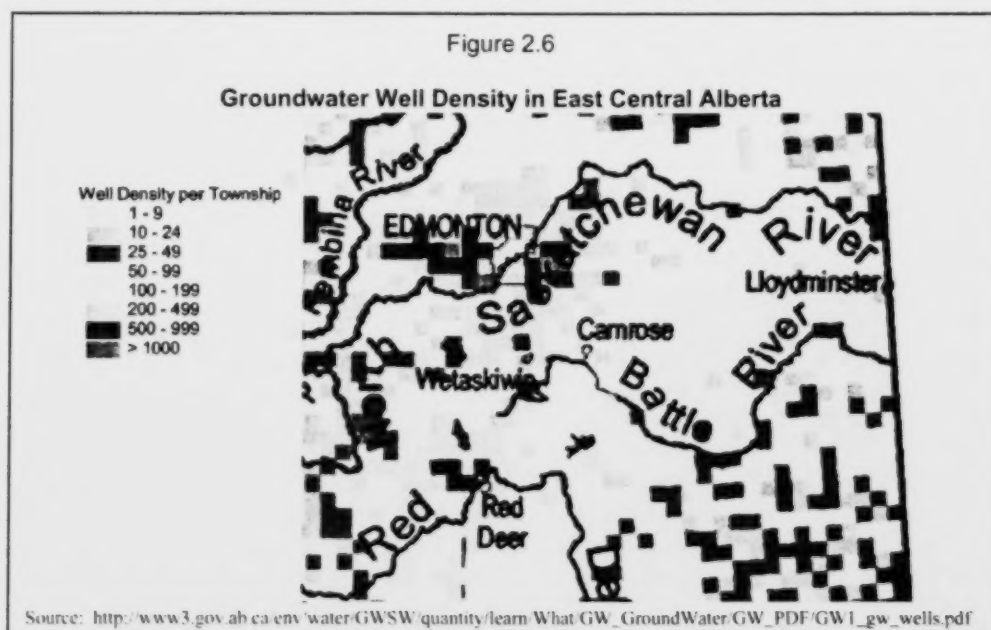 Figure 2.6
Groundwater Well Density in East Central Alberta
Well Density per Township
1 - 9
10 - 24
25 - 49
50 - 99
100 - 199
200 - 499
500 - 999
> 1000
Pembina River
EDMONTON
Saskatchewan River
Lloydminster
Camrose
Wetaskiwin
North
Battle River
Red
Red
Deer
Source: http://www3.gov.ab.ca/env/water/GWSW/quantity/learn/What/GW_GroundWater/GW_PDF/GW1_gw_wells.pdf